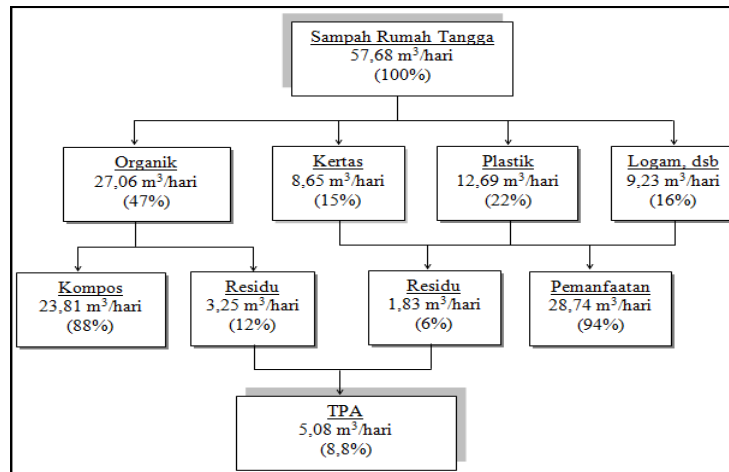 Sampah Rumah Tangga
57,68 m³/hari
(100%)
Organik
27,06 m³/hari
(47%)
Kertas
8,65 m³/hari
(15%)
Plastik
12,69 m³/hari
(22%)
Logam, dsb
9,23 m³/hari
(16%)
Kompos
23,81 m³/hari
(88%)
Residu
3,25 m³/hari
(12%)
Residu
1,83 m³/hari
(6%)
Pemanfaatan
28,74 m³/hari
(94%)
TPA
5,08 m³/hari
(8,8%)